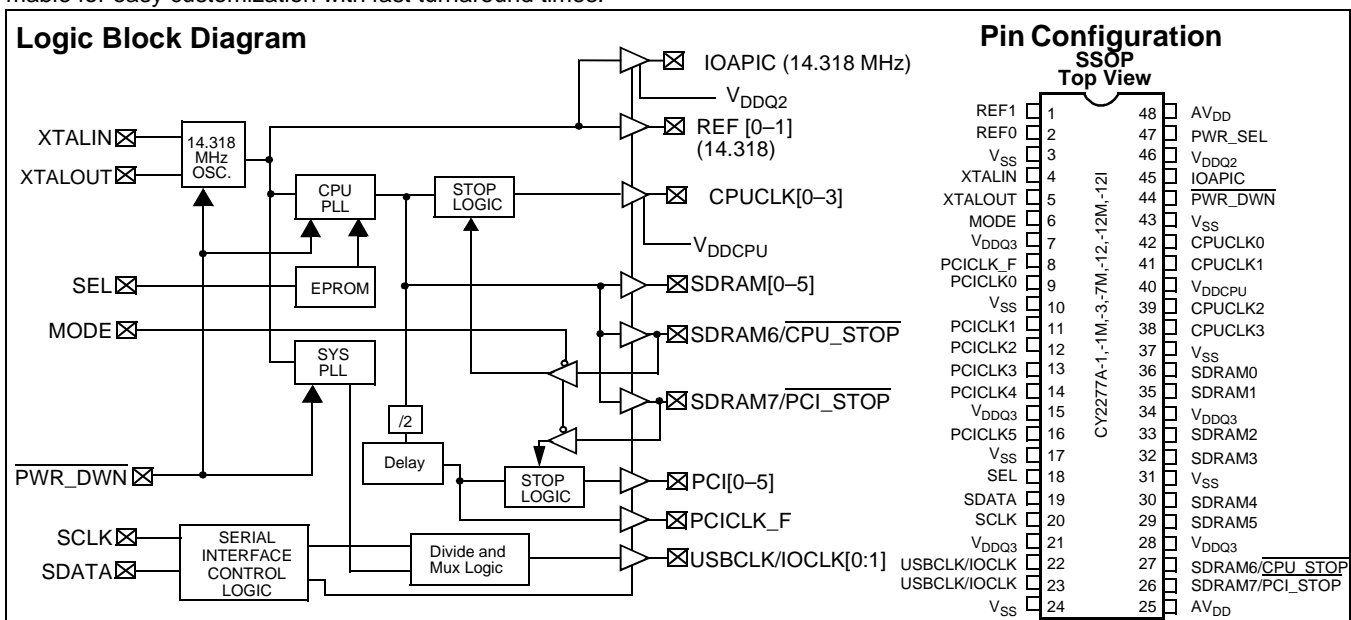 mable for easy customization with fast turnaround times.
Logic Block Diagram
XTALIN
XTALOUT
14.318
MHz
OSC.
CPU
PLL
STOP
LOGIC
IOAPIC (14.318 MHz)
VDDQ2
REF [0–1]
(14.318)
CPUCLK[0–3]
VDDCPU
SEL
EPROM
SDRAM[0–5]
MODE
SDRAM6/CPU_STOP
SYS
PLL
SDRAM7/PCI_STOP
/2
Delay
PWR_DWN
STOP
LOGIC
PCI[0–5]
PCICLK_F
SCLK
SDATA
SERIAL
INTERFACE
CONTROL
LOGIC
Divide and
Mux Logic
USBCLK/IOCLK[0:1]
Pin Configuration
SSOP
Top View
REF1 1 48 AVDD
REF0 2 47 PWR_SEL
VSS 3 46 VDDQ2
XTALIN 4 45 IOAPIC
XTALOUT 5 44 PWR_DWN
MODE 6 43 VSS
VDDQ3 7 42 CPUCLK0
PCICLK_F 8 41 CPUCLK1
PCICLK0 9 40 VDDCPU
VSS 10 39 CPUCLK2
PCICLK1 11 38 CPUCLK3
PCICLK2 12 37 VSS
PCICLK3 13 36 SDRAM0
PCICLK4 14 35 SDRAM1
VDDQ3 15 34 VDDQ3
PCICLK5 16 33 SDRAM2
VSS 17 32 SDRAM3
SEL 18 31 VSS
SDATA 19 30 SDRAM4
SCLK 20 29 SDRAM5
VDDQ3 21 28 VDDQ3
USBCLK/IOCLK 22 27 SDRAM6/CPU_STOP
USBCLK/IOCLK 23 26 SDRAM7/PCI_STOP
VSS 24 25 AVDD
CY2277A-1,-1M,-3,-7M,-12,-12M,-12I